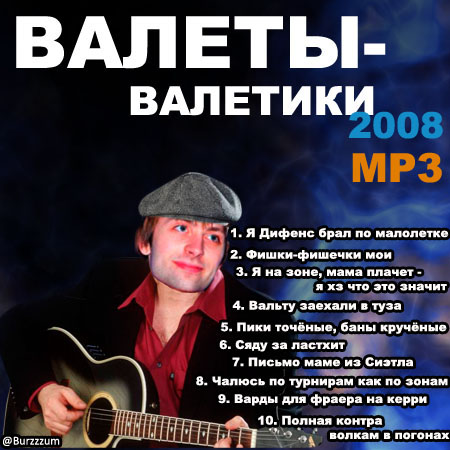 ВАЛЕТЫ-
ВАЛЕТИКИ
2008
MP3
1. Я Дифенс брал по малолетке
2. Фишки-фишечки мои
3. Я на зоне, мама плачет -
я хз что это значит
4. Вальту заехали в туза
5. Пики точёные, баны кручёные
6. Сяду за ластхит
7. Письмо маме из Сиэтла
8. Чалюсь по турнирам как по зонам
9. Варды для фраера на керри
10. Полная контра
волкам в погонах
@Burzzzum